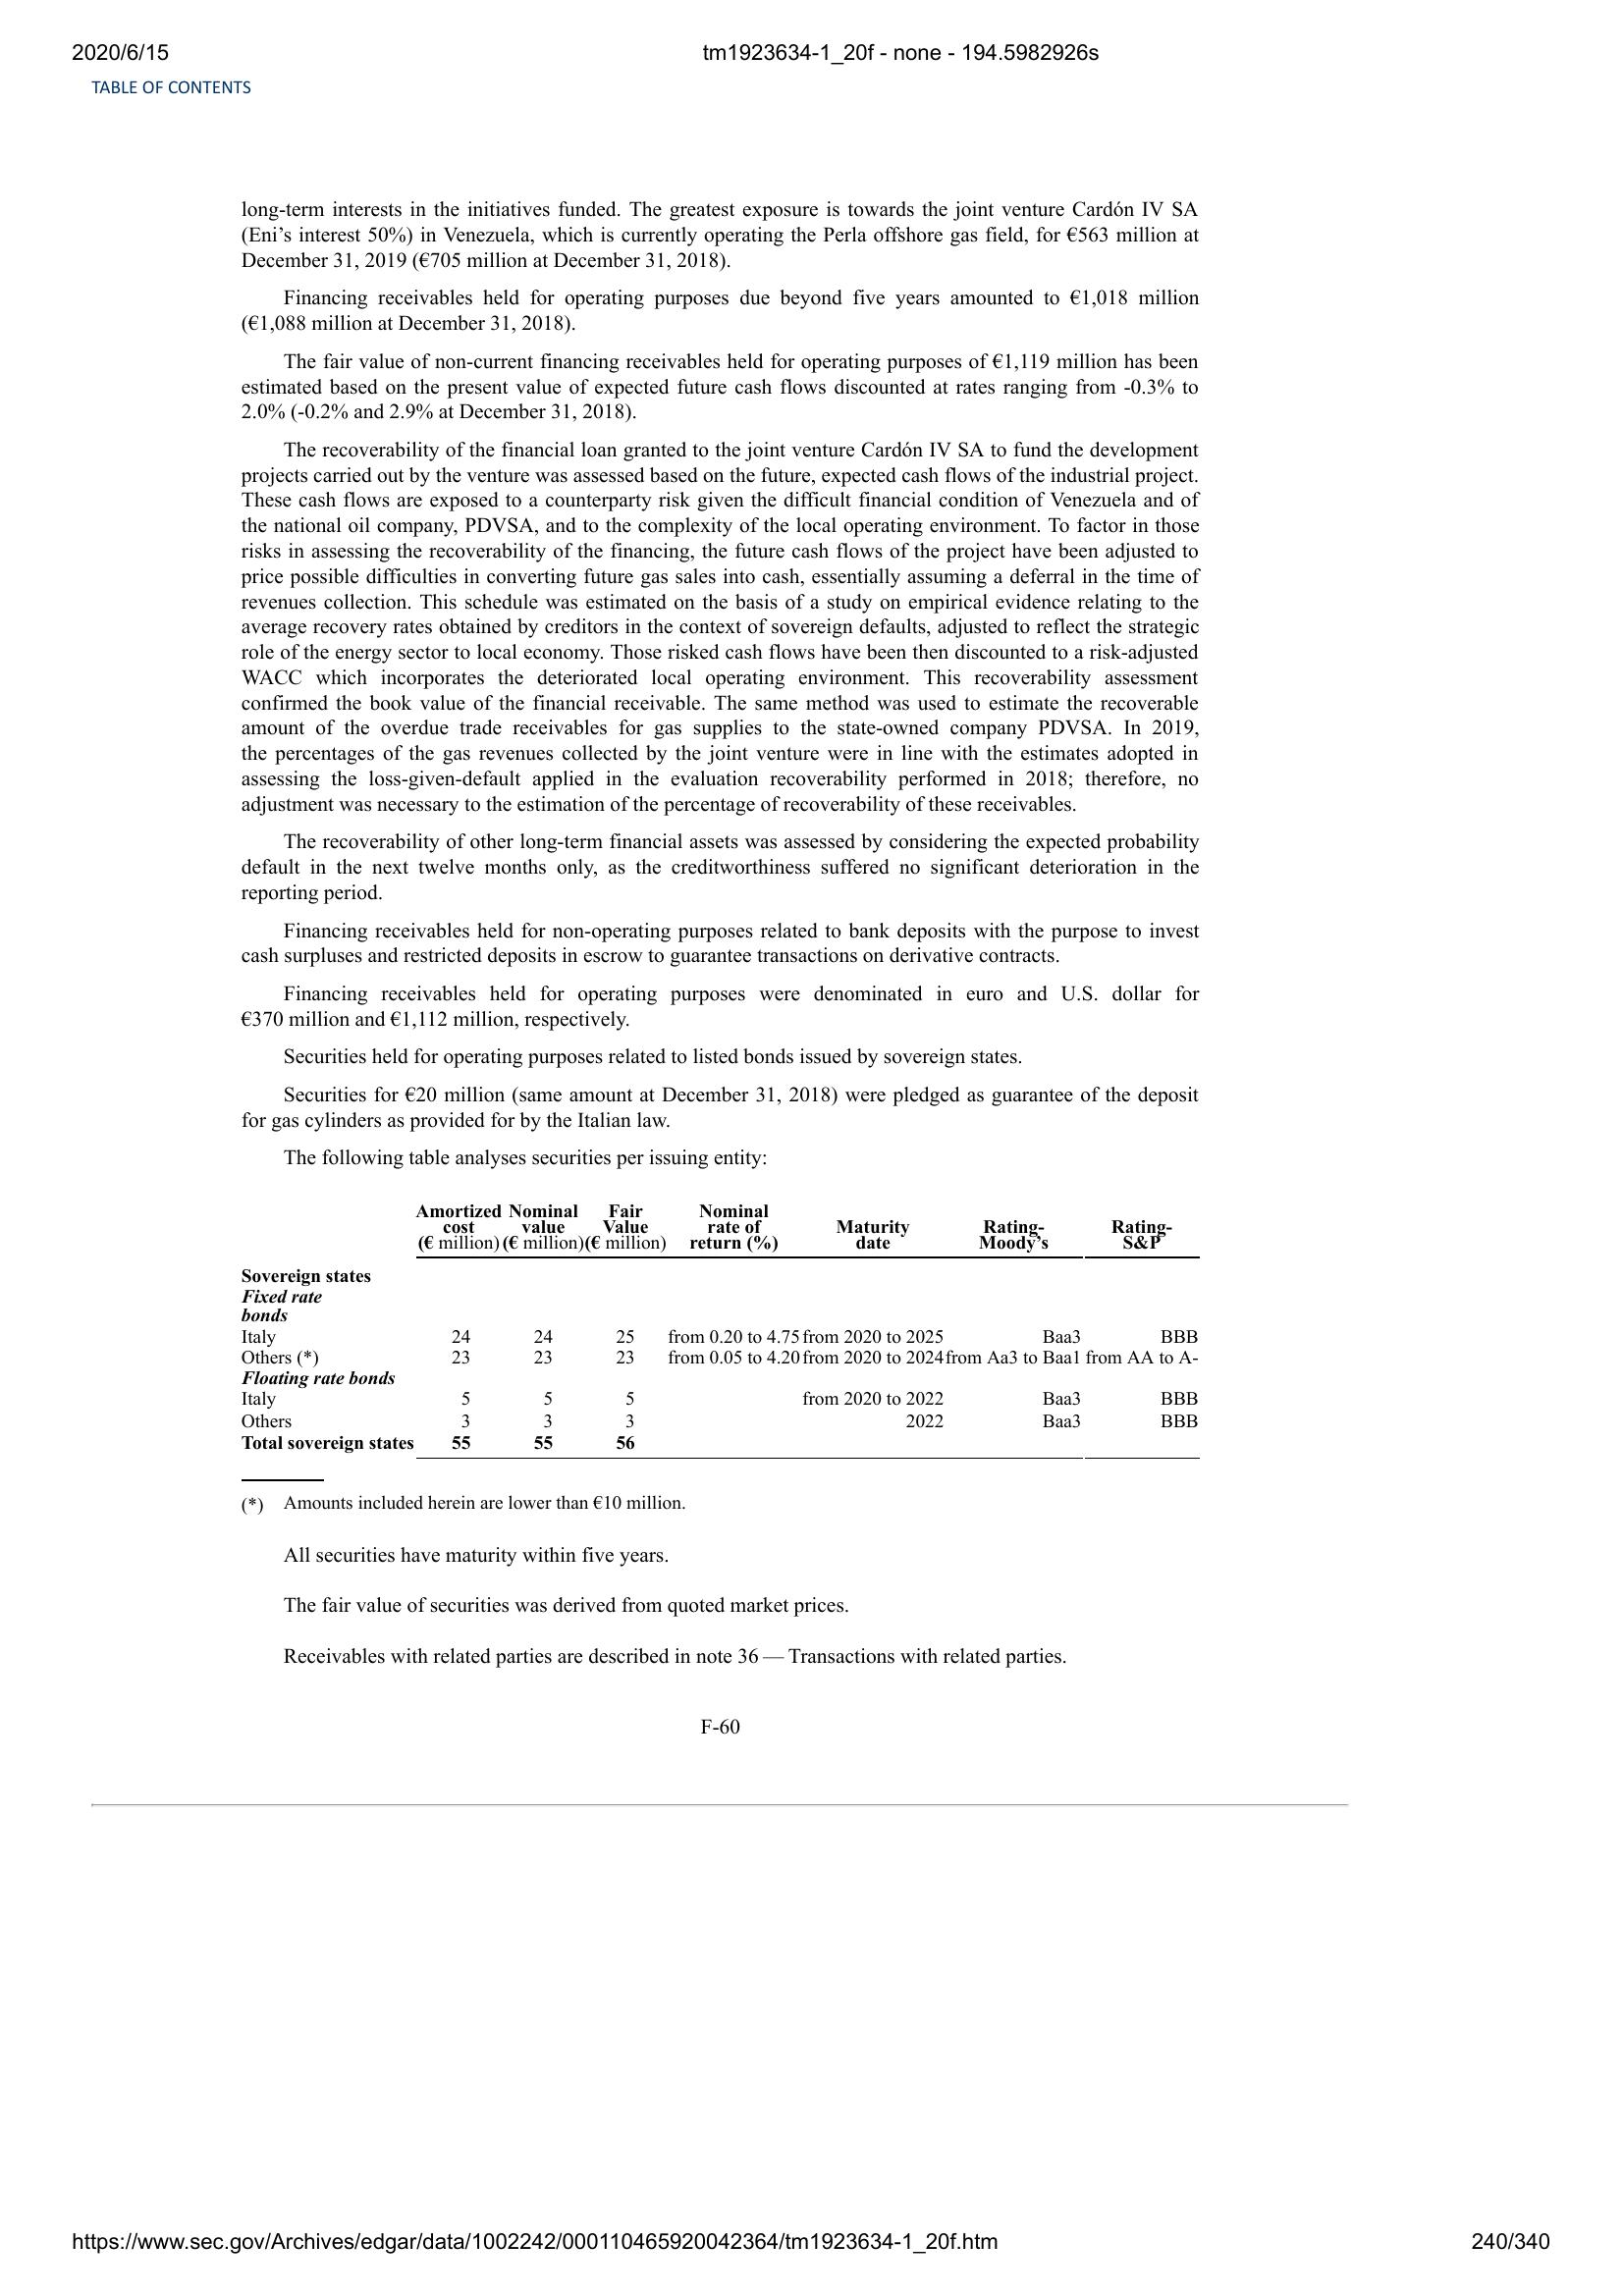 2020/6/15 tm1923634-1_20f - none - 194.5982926s
TABLE OF CONTENTS
long-term interests in the initiatives funded. The greatest exposure is towards the joint venture Cardón IV SA
(Eni’s interest 50%) in Venezuela, which is currently operating the Perla offshore gas field, for €563 million at
December 31, 2019 (€705 million at December 31, 2018).
Financing receivables held for operating purposes due beyond five years amounted to €1,018 million
(€1,088 million at December 31, 2018).
The fair value of non-current financing receivables held for operating purposes of €1,119 million has been
estimated based on the present value of expected future cash flows discounted at rates ranging from -0.3% to
2.0% (-0.2% and 2.9% at December 31, 2018).
The recoverability of the financial loan granted to the joint venture Cardón IV SA to fund the development
projects carried out by the venture was assessed based on the future, expected cash flows of the industrial project.
These cash flows are exposed to a counterparty risk given the difficult financial condition of Venezuela and of
the national oil company, PDVSA, and to the complexity of the local operating environment. To factor in those
risks in assessing the recoverability of the financing, the future cash flows of the project have been adjusted to
price possible difficulties in converting future gas sales into cash, essentially assuming a deferral in the time of
revenues collection. This schedule was estimated on the basis of a study on empirical evidence relating to the
average recovery rates obtained by creditors in the context of sovereign defaults, adjusted to reflect the strategic
role of the energy sector to local economy. Those risked cash flows have been then discounted to a risk-adjusted
WACC which incorporates the deteriorated local operating environment. This recoverability assessment
confirmed the book value of the financial receivable. The same method was used to estimate the recoverable
amount of the overdue trade receivables for gas supplies to the state-owned company PDVSA. In 2019,
the percentages of the gas revenues collected by the joint venture were in line with the estimates adopted in
assessing the loss-given-default applied in the evaluation recoverability performed in 2018; therefore, no
adjustment was necessary to the estimation of the percentage of recoverability of these receivables.
The recoverability of other long-term financial assets was assessed by considering the expected probability
default in the next twelve months only, as the creditworthiness suffered no significant deterioration in the
reporting period.
Financing receivables held for non-operating purposes related to bank deposits with the purpose to invest
cash surpluses and restricted deposits in escrow to guarantee transactions on derivative contracts.
Financing receivables held for operating purposes were denominated in euro and U.S. dollar for
€370 million and €1,112 million, respectively.
Securities held for operating purposes related to listed bonds issued by sovereign states.
Securities for €20 million (same amount at December 31, 2018) were pledged as guarantee of the deposit
for gas cylinders as provided for by the Italian law.
The following table analyses securities per issuing entity:
Amortized Nominal Fair Nominal
cost value Value rate of Maturity Rating- Rating-
(€ million) (€ million) (€ million) return (%) date Moody’s S&P
Sovereign states
Fixed rate
bonds
Italy 24 24 25 from 0.20 to 4.75 from 2020 to 2025 Baa3 BBB
Others (*) 23 23 23 from 0.05 to 4.20 from 2020 to 2024 from Aa3 to Baa1 from AA to A-
Floating rate bonds
Italy 5 5 5 from 2020 to 2022 Baa3 BBB
Others 3 3 3 2022 Baa3 BBB
Total sovereign states 55 55 56
(*) Amounts included herein are lower than €10 million.
All securities have maturity within five years.
The fair value of securities was derived from quoted market prices.
Receivables with related parties are described in note 36 — Transactions with related parties.
F-60
https://www.sec.gov/Archives/edgar/data/1002242/000110465920042364/tm1923634-1_20f.htm 240/340